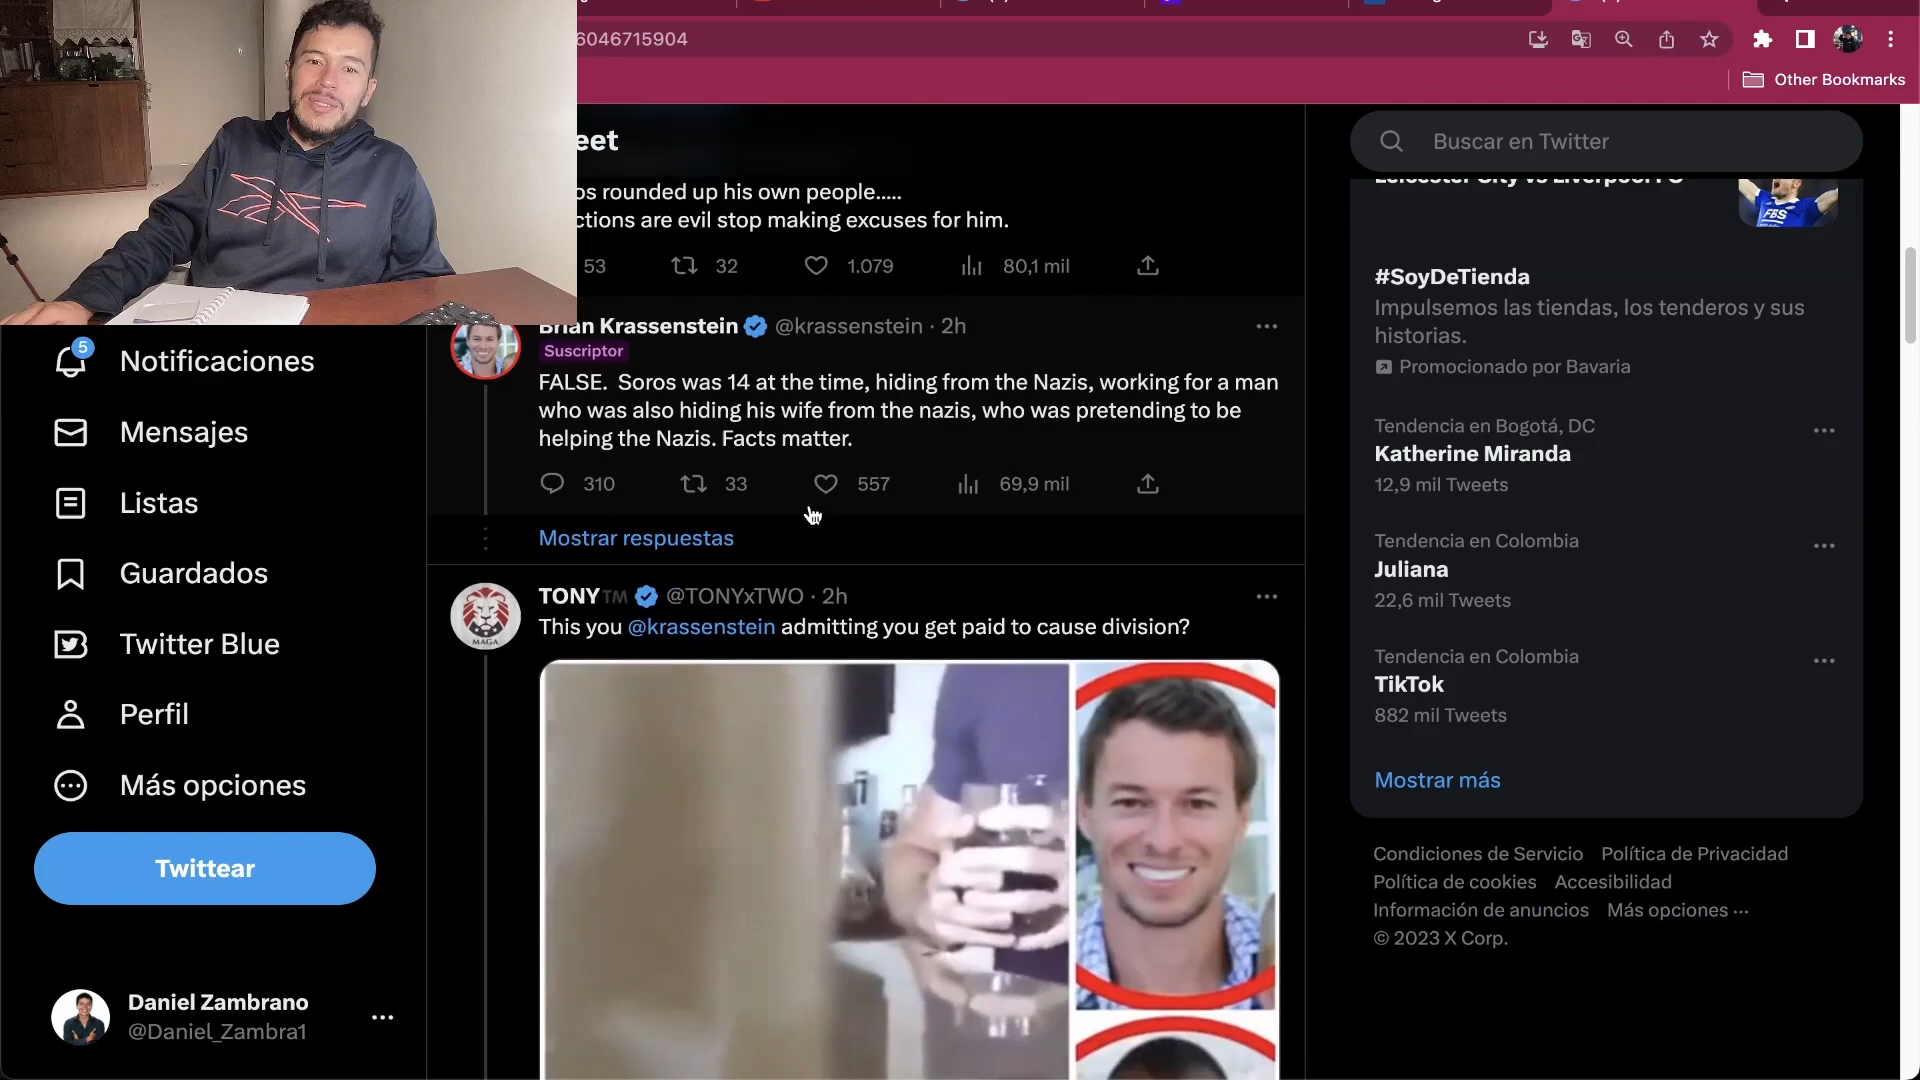 6046715904
Other Bookmarks
eet
Buscar en Twitter
os rounded up his own people.....
ctions are evil stop making excuses for him.
53 32 1.079 80,1 mil
Brian Krassenstein @krassenstein · 2h
Suscriptor
FALSE. Soros was 14 at the time, hiding from the Nazis, working for a man
who was also hiding his wife from the nazis, who was pretending to be
helping the Nazis. Facts matter.
310 33 557 69,9 mil
Mostrar respuestas
TONY™ @TONYxTWO · 2h
This you @krassenstein admitting you get paid to cause division?
MAGA
5
Notificaciones
Mensajes
Listas
Guardados
Twitter Blue
Perfil
Más opciones
Twittear
Daniel Zambrano
@Daniel_Zambra1
Leicester City vs Liverpool FC
FBS
#SoyDeTienda
Impulsemos las tiendas, los tenderos y sus
historias.
Promocionado por Bavaria
Tendencia en Bogotá, DC
Katherine Miranda
12,9 mil Tweets
Tendencia en Colombia
Juliana
22,6 mil Tweets
Tendencia en Colombia
TikTok
882 mil Tweets
Mostrar más
Condiciones de Servicio Política de Privacidad
Política de cookies Accesibilidad
Información de anuncios Más opciones ···
© 2023 X Corp.